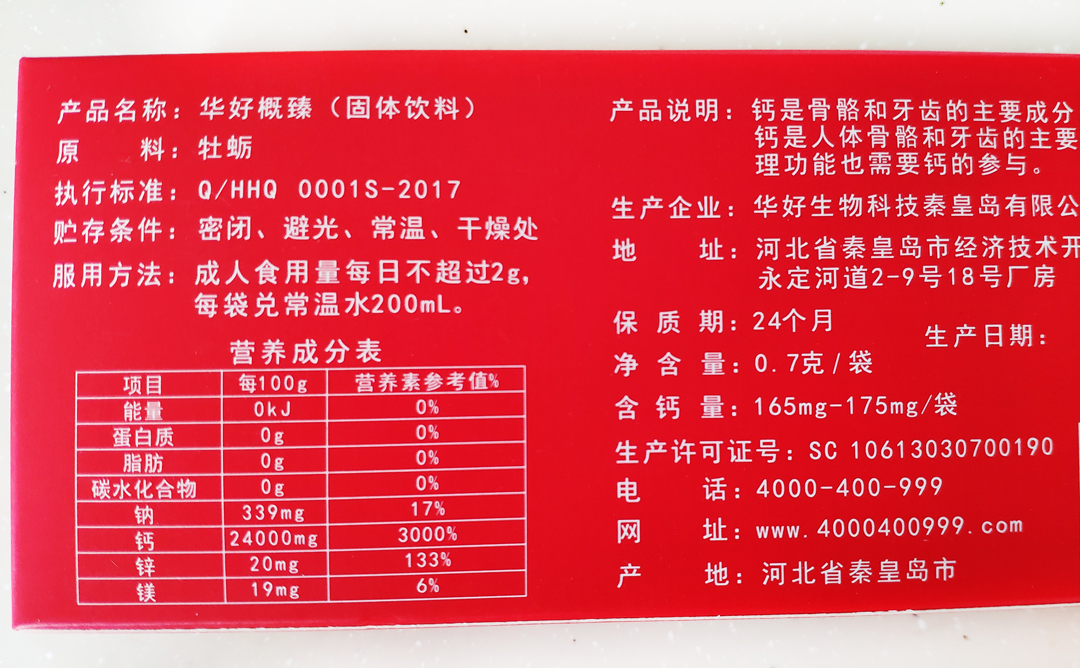 产品名称：华好概臻（固体饮料）
原 料：牡蛎
执行标准：Q/HHQ 0001S-2017
贮存条件：密闭、避光、常温、干燥处
服用方法：成人食用量每日不超过2g，
每袋兑常温水200mL。
营养成分表
项目 每100g 营养素参考值%
能量 0kJ 0%
蛋白质 0g 0%
脂肪 0g 0%
碳水化合物 0g 0%
钠 339mg 17%
钙 24000mg 3000%
锌 20mg 133%
镁 19mg 6%
产品说明：钙是骨骼和牙齿的主要成分
钙是人体骨骼和牙齿的主要
理功能也需要钙的参与。
生产企业：华好生物科技秦皇岛有限公
地 址：河北省秦皇岛市经济技术开
永定河道2-9号18号厂房
保 质 期：24个月
生产日期：
净 含 量：0.7克/袋
含 钙 量：165mg-175mg/袋
生产许可证号：SC 10613030700190
电 话：4000-400-999
网 址：www.4000400999.com
产 地：河北省秦皇岛市